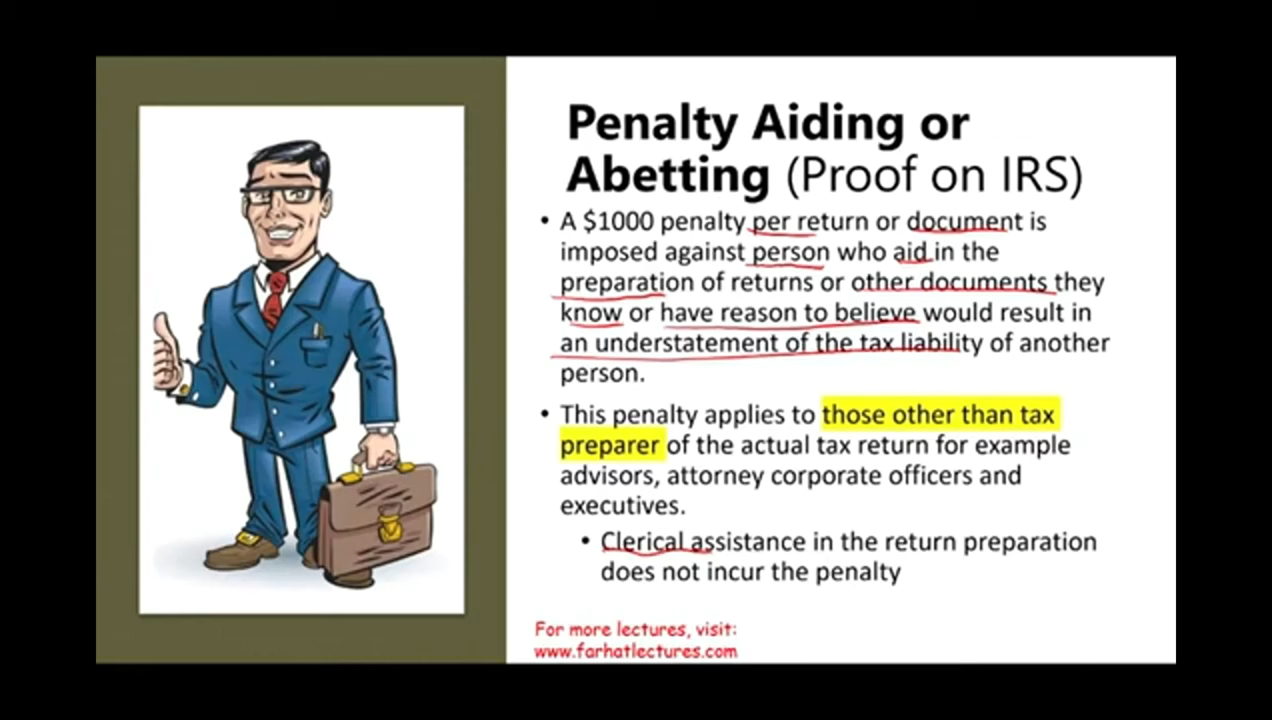 Penalty Aiding or
Abetting (Proof on IRS)
• A $1000 penalty per return or document is
imposed against person who aid in the
preparation of returns or other documents they
know or have reason to believe would result in
an understatement of the tax liability of another
person.
• This penalty applies to those other than tax
preparer of the actual tax return for example
advisors, attorney corporate officers and
executives.
• Clerical assistance in the return preparation
does not incur the penalty
For more lectures, visit:
www.farhatlectures.com